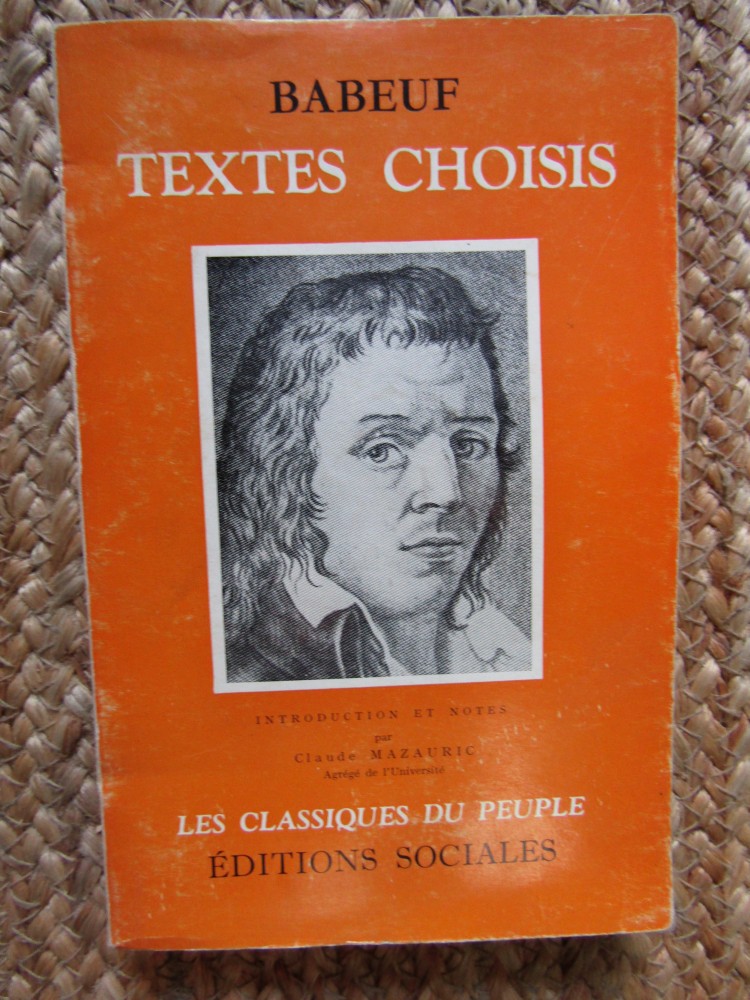 BABEUF
TEXTES CHOISIS
INTRODUCTION ET NOTES
par
Claude MAZAURIC
Agrégé de l'Université
LES CLASSIQUES DU PEUPLE
ÉDITIONS SOCIALES